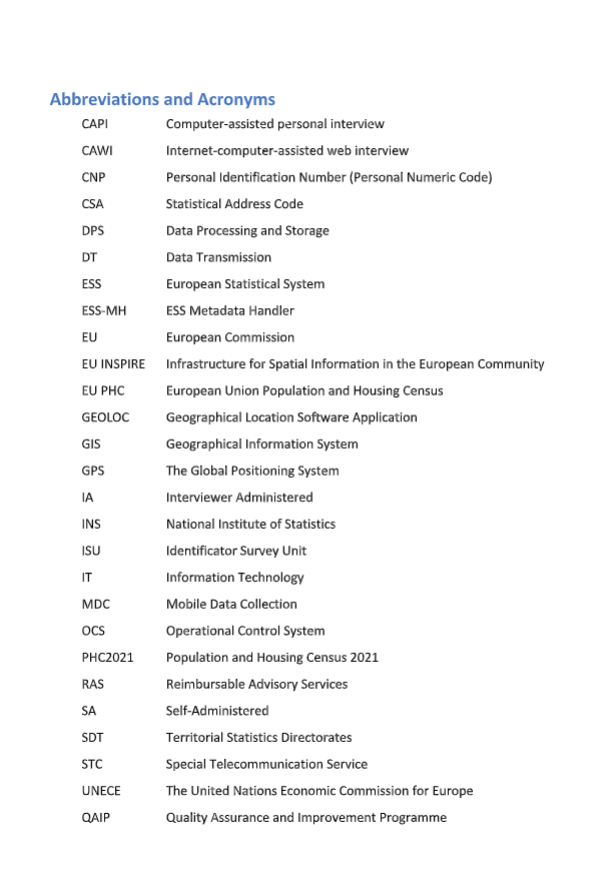 Abbreviations and Acronyms
CAPI Computer-assisted personal interview
CAWI Internet-computer-assisted web interview
CNP Personal Identification Number (Personal Numeric Code)
CSA Statistical Address Code
DPS Data Processing and Storage
DT Data Transmission
ESS European Statistical System
ESS-MH ESS Metadata Handler
EU European Commission
EU INSPIRE Infrastructure for Spatial Information in the European Community
EU PHC European Union Population and Housing Census
GEOLOC Geographical Location Software Application
GIS Geographical Information System
GPS The Global Positioning System
IA Interviewer Administered
INS National Institute of Statistics
ISU Identificator Survey Unit
IT Information Technology
MDC Mobile Data Collection
OCS Operational Control System
PHC2021 Population and Housing Census 2021
RAS Reimbursable Advisory Services
SA Self-Administered
SDT Territorial Statistics Directorates
STC Special Telecommunication Service
UNECE The United Nations Economic Commission for Europe
QAIP Quality Assurance and Improvement Programme